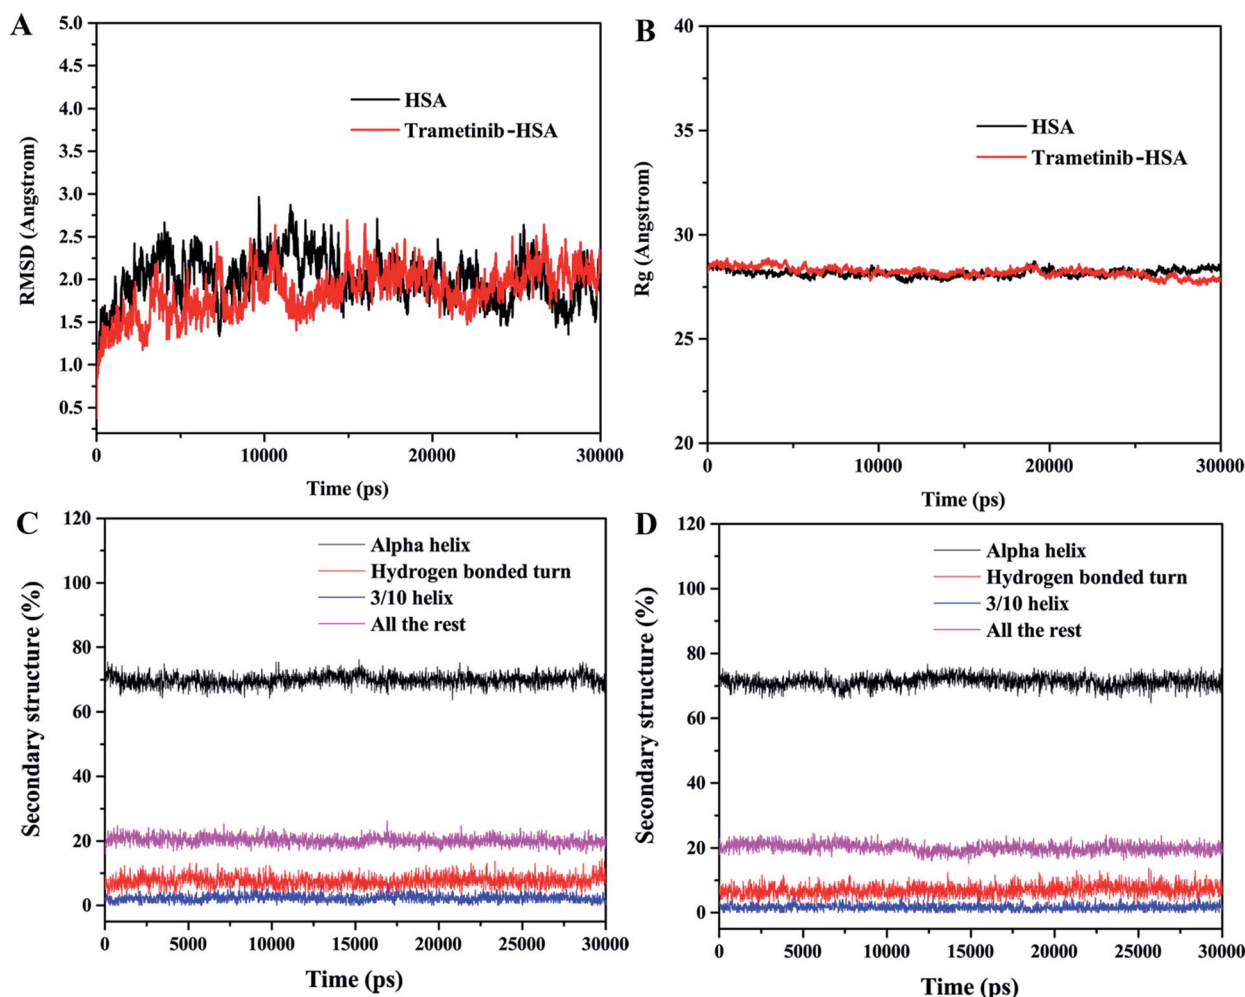 A
5.0
4.5
4.0
3.5
3.0
2.5
2.0
1.5
1.0
0.5
RMSD (Angstrom)
HSA
Trametinib-HSA
0
10000
20000
30000
Time (ps)
B
40
35
30
25
20
Rg (Angstrom)
HSA
Trametinib-HSA
0
10000
20000
30000
Time (ps)
C
120
100
80
60
40
20
0
Secondary structure (%)
Alpha helix
Hydrogen bonded turn
3/10 helix
All the rest
0
5000
10000
15000
20000
25000
30000
Time (ps)
D
120
100
80
60
40
20
0
Secondary structure (%)
Alpha helix
Hydrogen bonded turn
3/10 helix
All the rest
0
5000
10000
15000
20000
25000
30000
Time (ps)